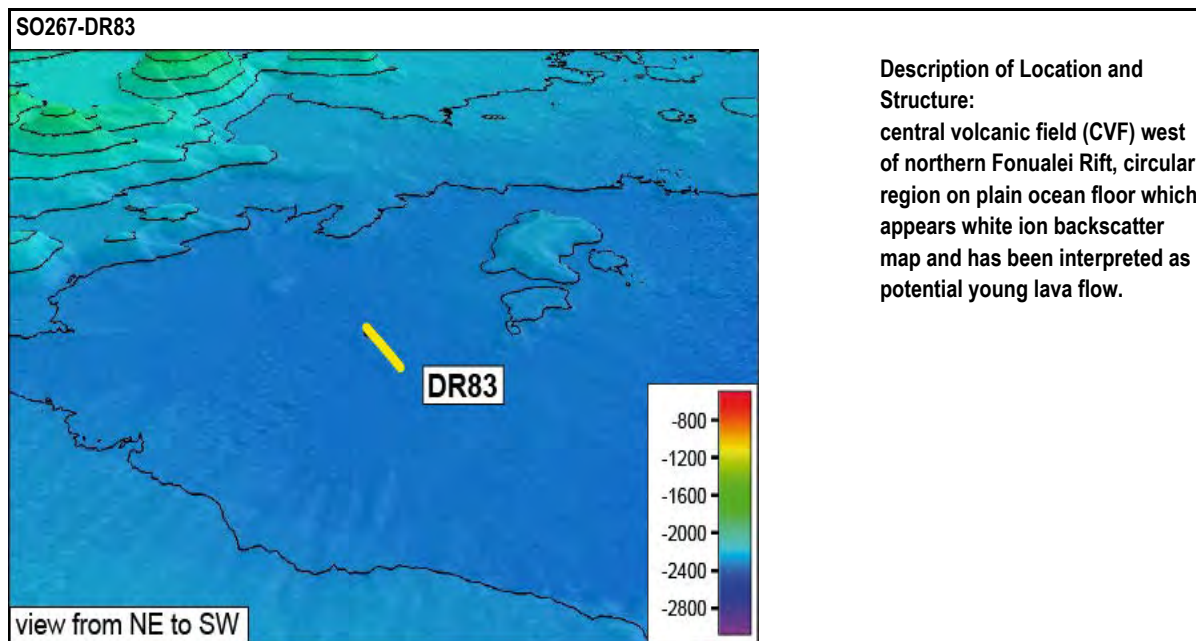 SO267-DR83
Description of Location and
Structure:
central volcanic field (CVF) west
of northern Fonualei Rift, circular
region on plain ocean floor which
appears white ion backscatter
map and has been interpreted as
potential young lava flow.
DR83
-800
-1200
-1600
-2000
-2400
-2800
view from NE to SW